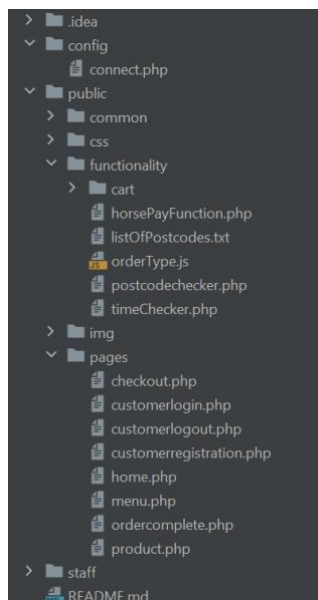 .idea
config
connect.php
public
common
css
functionality
cart
horsePayFunction.php
listOfPostcodes.txt
orderType.js
postcodechecker.php
timeChecker.php
img
pages
checkout.php
customerlogin.php
customerlogout.php
customerregistration.php
home.php
menu.php
ordercomplete.php
product.php
staff
README.md